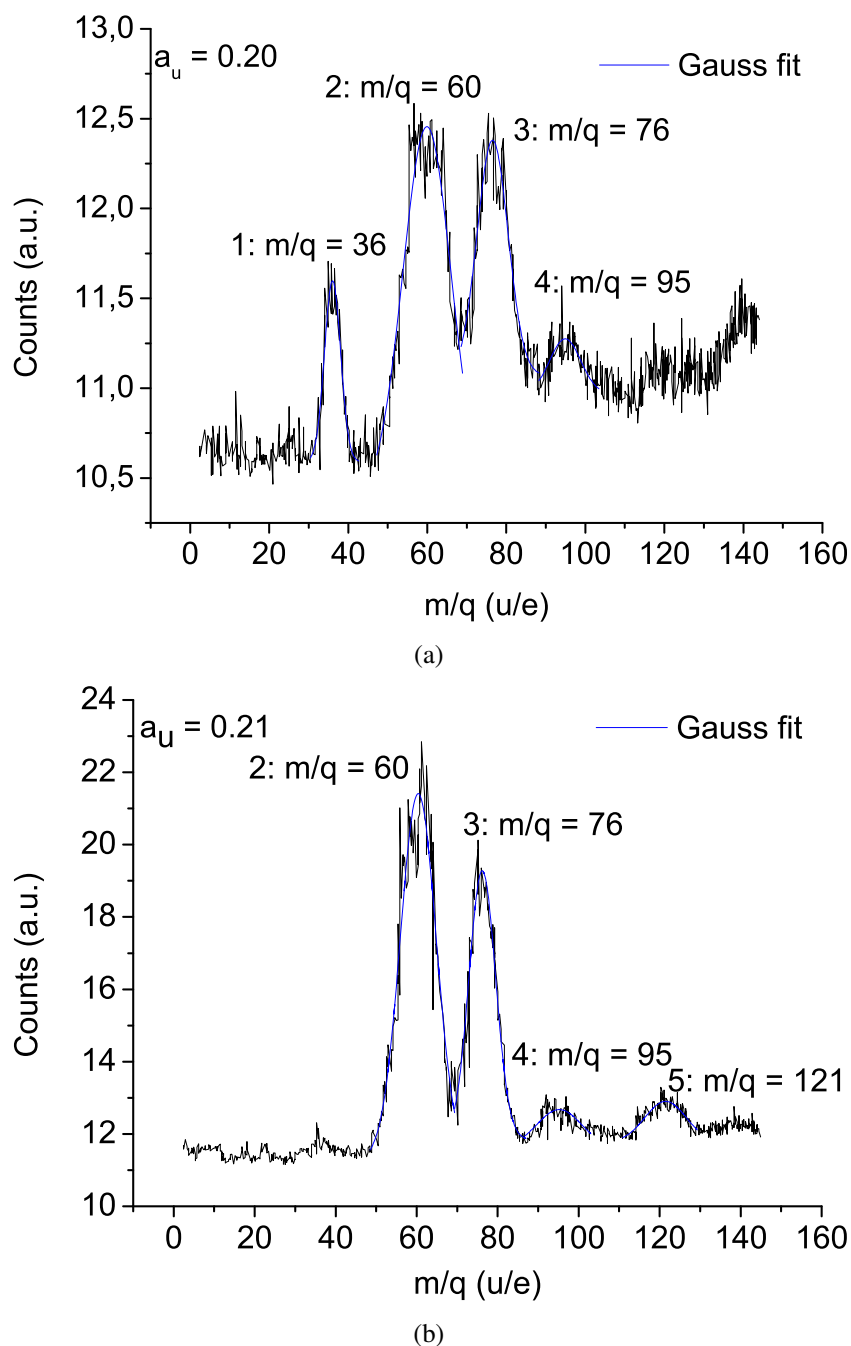 13,0
a_u = 0.20
Gauss fit
2: m/q = 60
12,5
3: m/q = 76
12,0
1: m/q = 36
4: m/q = 95
11,5
11,0
10,5
Counts (a.u.)
0 20 40 60 80 100 120 140 160
m/q (u/e)
(a)
24
a_u = 0.21
Gauss fit
2: m/q = 60
22
3: m/q = 76
20
18
16
14
4: m/q = 95
5: m/q = 121
12
10
Counts (a.u.)
0 20 40 60 80 100 120 140 160
m/q (u/e)
(b)